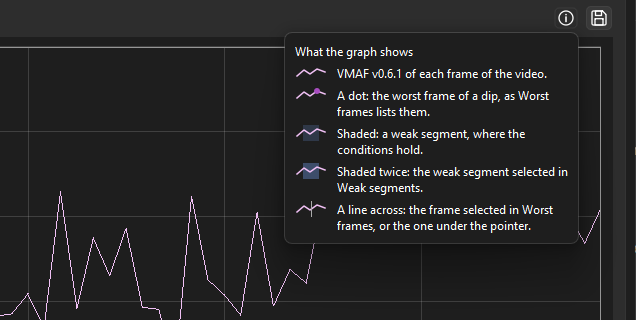 What the graph shows
VMAF v0.6.1 of each frame of the video.
A dot: the worst frame of a dip, as Worst
frames lists them.
Shaded: a weak segment, where the
conditions hold.
Shaded twice: the weak segment selected in
Weak segments.
A line across: the frame selected in Worst
frames, or the one under the pointer.